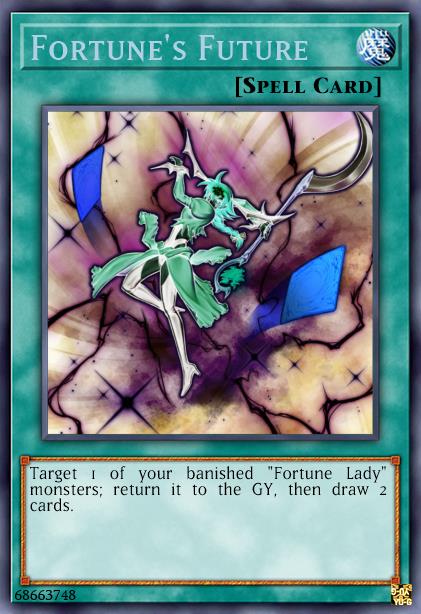 Fortune's Future
魔
[Spell Card]
Target 1 of your banished "Fortune Lady"
monsters; return it to the GY, then draw 2
cards.
68663748